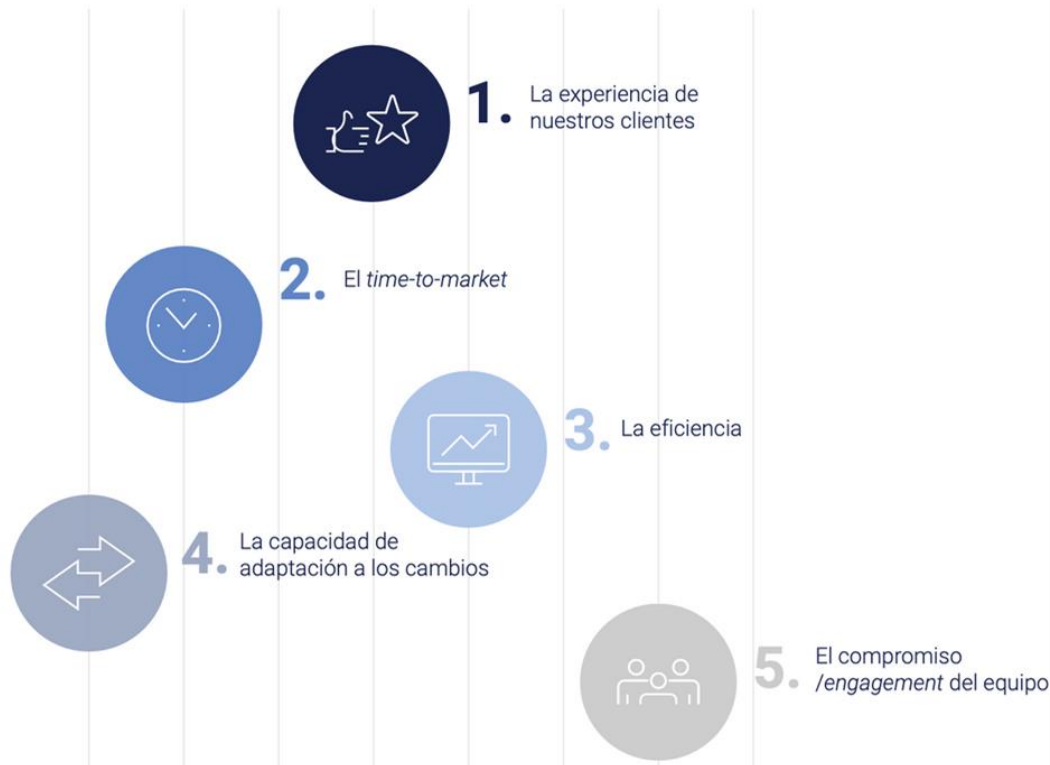 1. La experiencia de
nuestros clientes
2. El time-to-market
3. La eficiencia
4. La capacidad de
adaptación a los cambios
5. El compromiso
/engagement del equipo